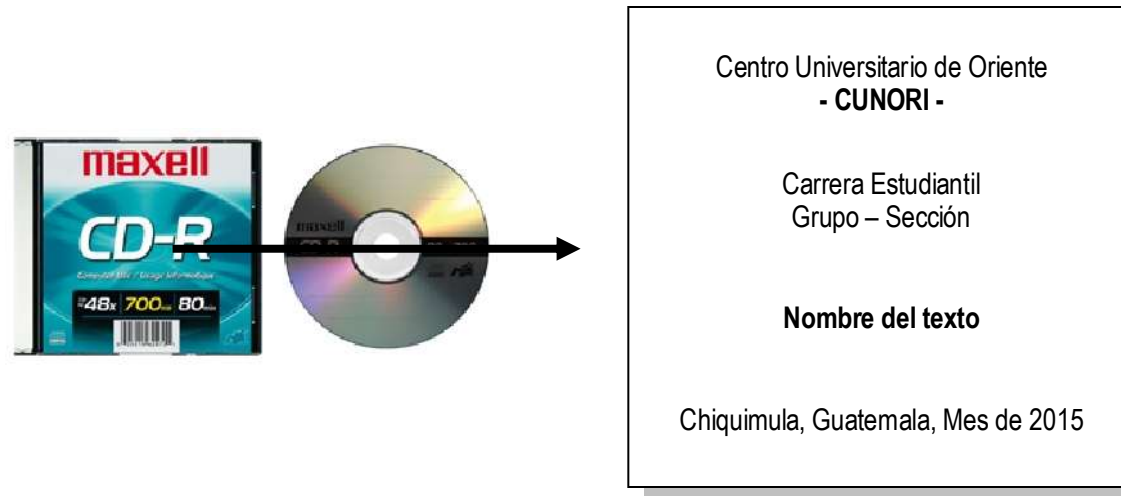 maxell
CD-R
48x 700 80
maxell
Centro Universitario de Oriente
- CUNORI -
Carrera Estudiantil
Grupo – Sección
Nombre del texto
Chiquimula, Guatemala, Mes de 2015